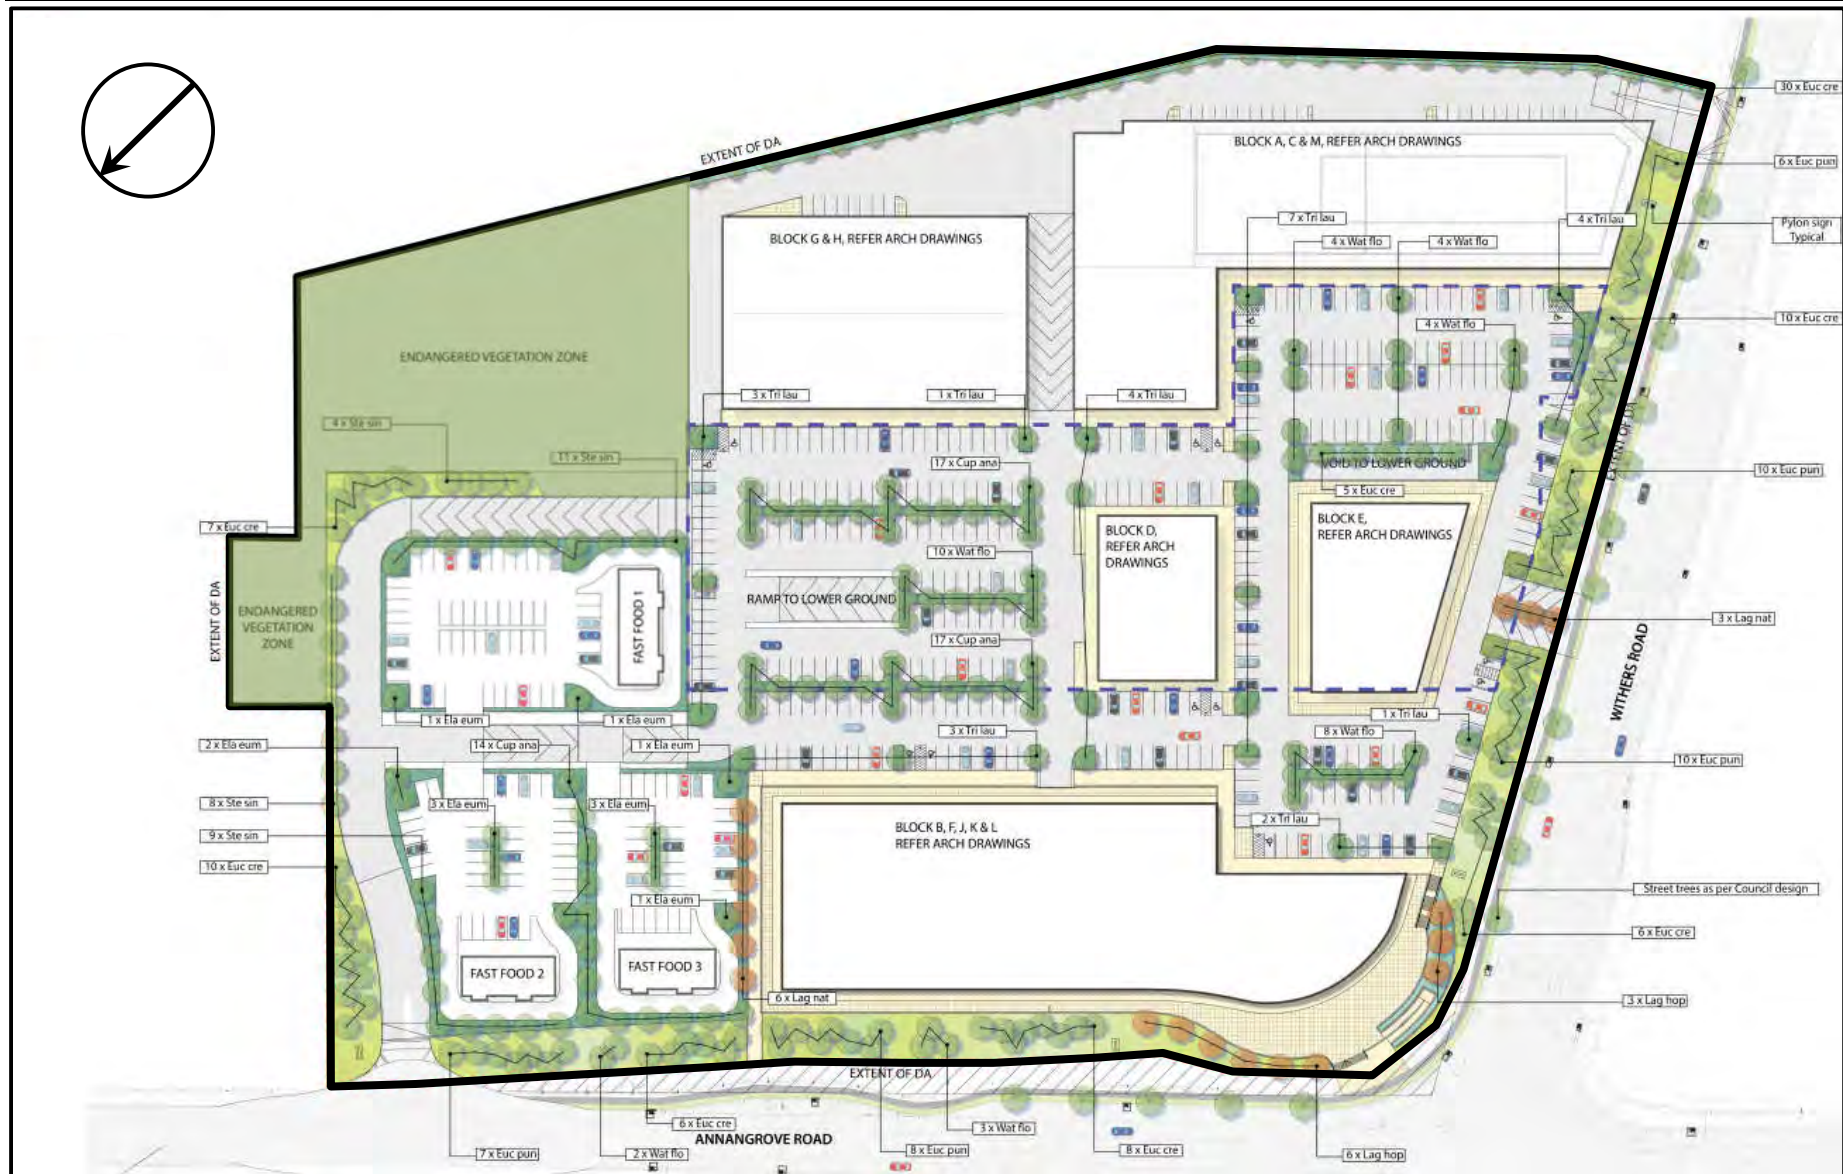 30 x Euc cre
EXTENT OF DA
BLOCK A, C & M, REFER ARCH DRAWINGS
6 x Euc pun
7 x Tri lau
4 x Tri lau
Pylon sign
Typical
BLOCK G & H, REFER ARCH DRAWINGS
4 x Wat flo
4 x Wat flo
10 x Euc cre
4 x Wat flo
ENDANGERED VEGETATION ZONE
3 x Tri lau
1 x Tri lau
4 x Tri lau
4 x Ste sin
EXTENT OF DA
11 x Ste sin
17 x Cup ana
VOID TO LOWER GROUND
10 x Euc pun
5 x Euc cre
7 x Euc cre
BLOCK D,
REFER ARCH
DRAWINGS
BLOCK E,
REFER ARCH DRAWINGS
10 x Wat flo
EXTENT OF DA
ENDANGERED
VEGETATION
ZONE
FAST FOOD 1
RAMP TO LOWER GROUND
3 x Lag nat
17 x Cup ana
WITHERS ROAD
1 x Ela eum
1 x Ela eum
1 x Tri lau
2 x Ela eum
14 x Cup ana
1 x Ela eum
3 x Tri lau
8 x Wat flo
10 x Euc pun
8 x Ste sin
3 x Ela eum
3 x Ela eum
9 x Ste sin
BLOCK B, F, J, K & L
REFER ARCH DRAWINGS
2 x Tri lau
10 x Euc cre
1 x Ela eum
Street trees as per Council design
6 x Euc cre
FAST FOOD 2
FAST FOOD 3
6 x Lag nat
3 x Lag hop
EXTENT OF DA
6 x Euc cre
3 x Wat flo
ANNANGROVE ROAD
7 x Euc pun
2 x Wat flo
8 x Euc pun
8 x Euc cre
6 x Lag hop